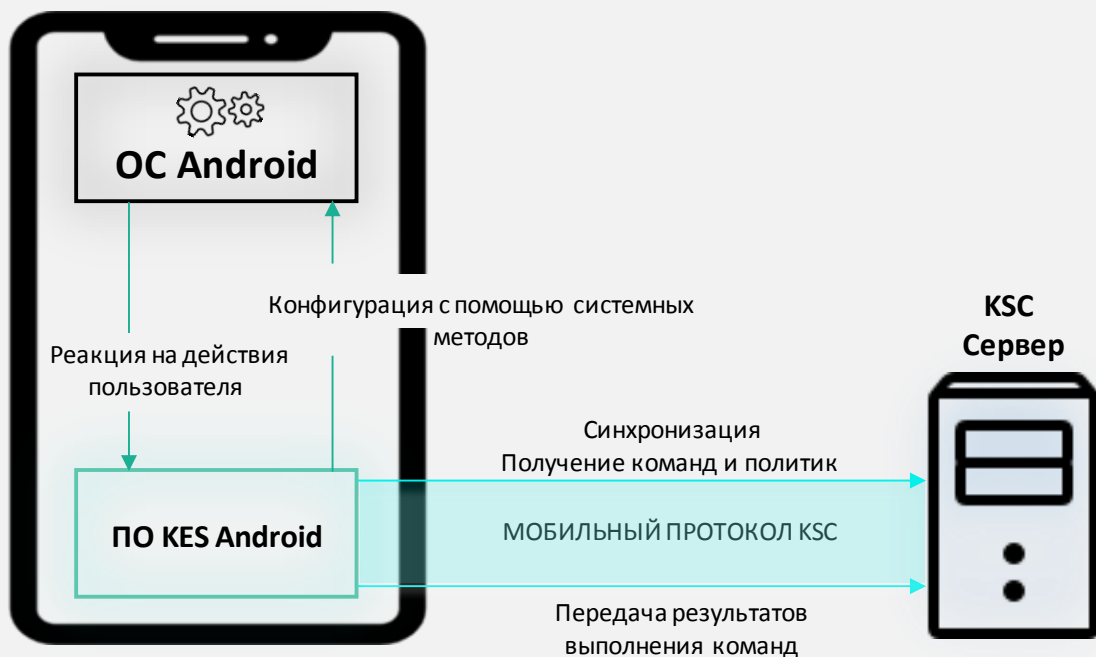 ОС Android
Конфигурация с помощью системных
методов
Реакция на действия
пользователя
ПО KES Android
KSC
Сервер
Синхронизация
Получение команд и политик
МОБИЛЬНЫЙ ПРОТОКОЛ KSC
Передача результатов
выполнения команд